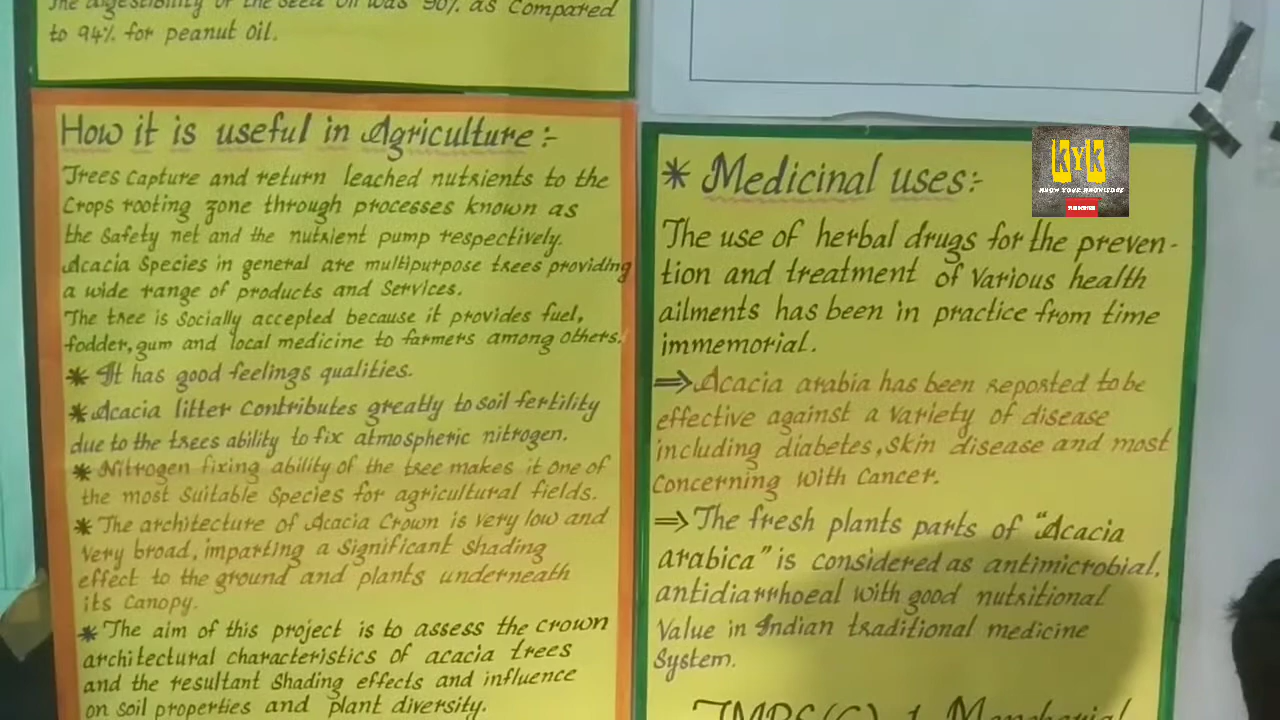 The digestibility of the seed oil was 90% as compared
to 94% for peanut oil.
How it is useful in Agriculture:-
Trees capture and return leached nutrients to the
Crops rooting zone through processes known as
the Safety net and the nutrient pump respectively.
Acacia Species in general are multipurpose trees providing
a wide range of products and Services.
The tree is Socially accepted because it provides fuel,
fodder, gum and local medicine to farmers among others.
* It has good feelings qualities.
* Acacia litter Contributes greatly to soil fertility
due to the trees ability to fix atmospheric nitrogen.
* Nitrogen fixing ability of the tree makes it one of
the most Suitable Species for agricultural fields.
* The architecture of Acacia Crown is very low and
very broad, imparting a Significant Shading
effect to the ground and plants underneath
its Canopy.
* The aim of this project is to assess the crown
architectural characteristics of acacia trees
and the resultant Shading effects and influence
on soil properties and plant diversity.
* Medicinal uses:-
The use of herbal drugs for the preven-
tion and treatment of Various health
ailments has been in practice from time
immemorial.
⇒ Acacia arabia has been reported to be
effective against a variety of disease
including diabetes, skin disease and most
Concerning With Cancer.
⇒ The fresh plants parts of "Acacia
arabica" is considered as antimicrobial,
antidiarrhoeal with good nutritional
Value in Indian traditional medicine
System.
KYK
KNOW YOUR KNOWLEDGE